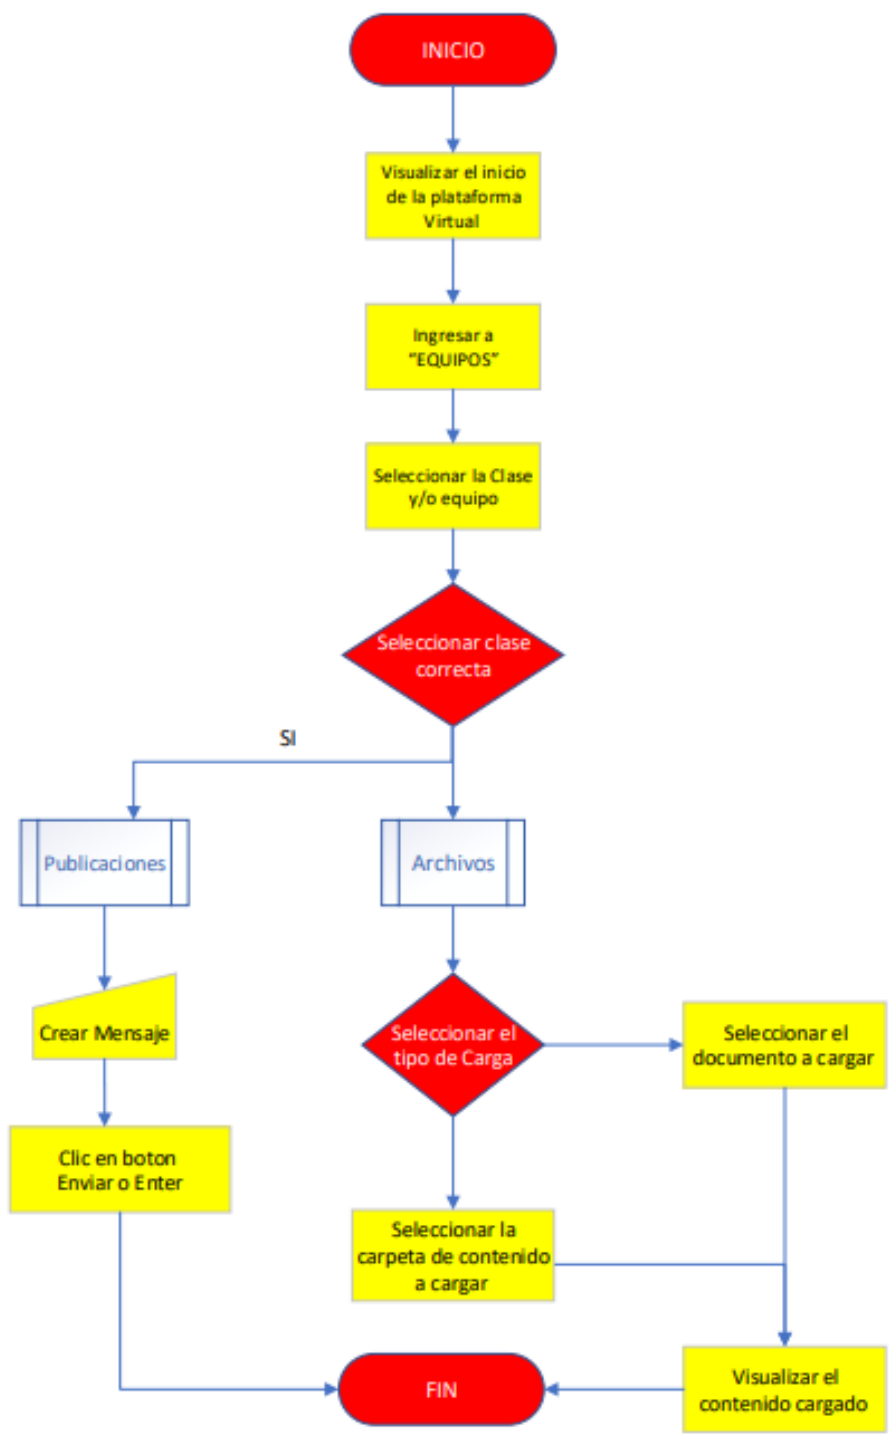 INICIO
Visualizar el inicio
de la plataforma
Virtual
Ingresar a
“EQUIPOS”
Seleccionar la Clase
y/o equipo
Seleccionar clase
correcta
SI
Publicaciones
Archivos
Crear Mensaje
Seleccionar el
tipo de Carga
Seleccionar el
documento a cargar
Clic en boton
Enviar o Enter
Seleccionar la
carpeta de contenido
a cargar
Visualizar el
contenido cargado
FIN